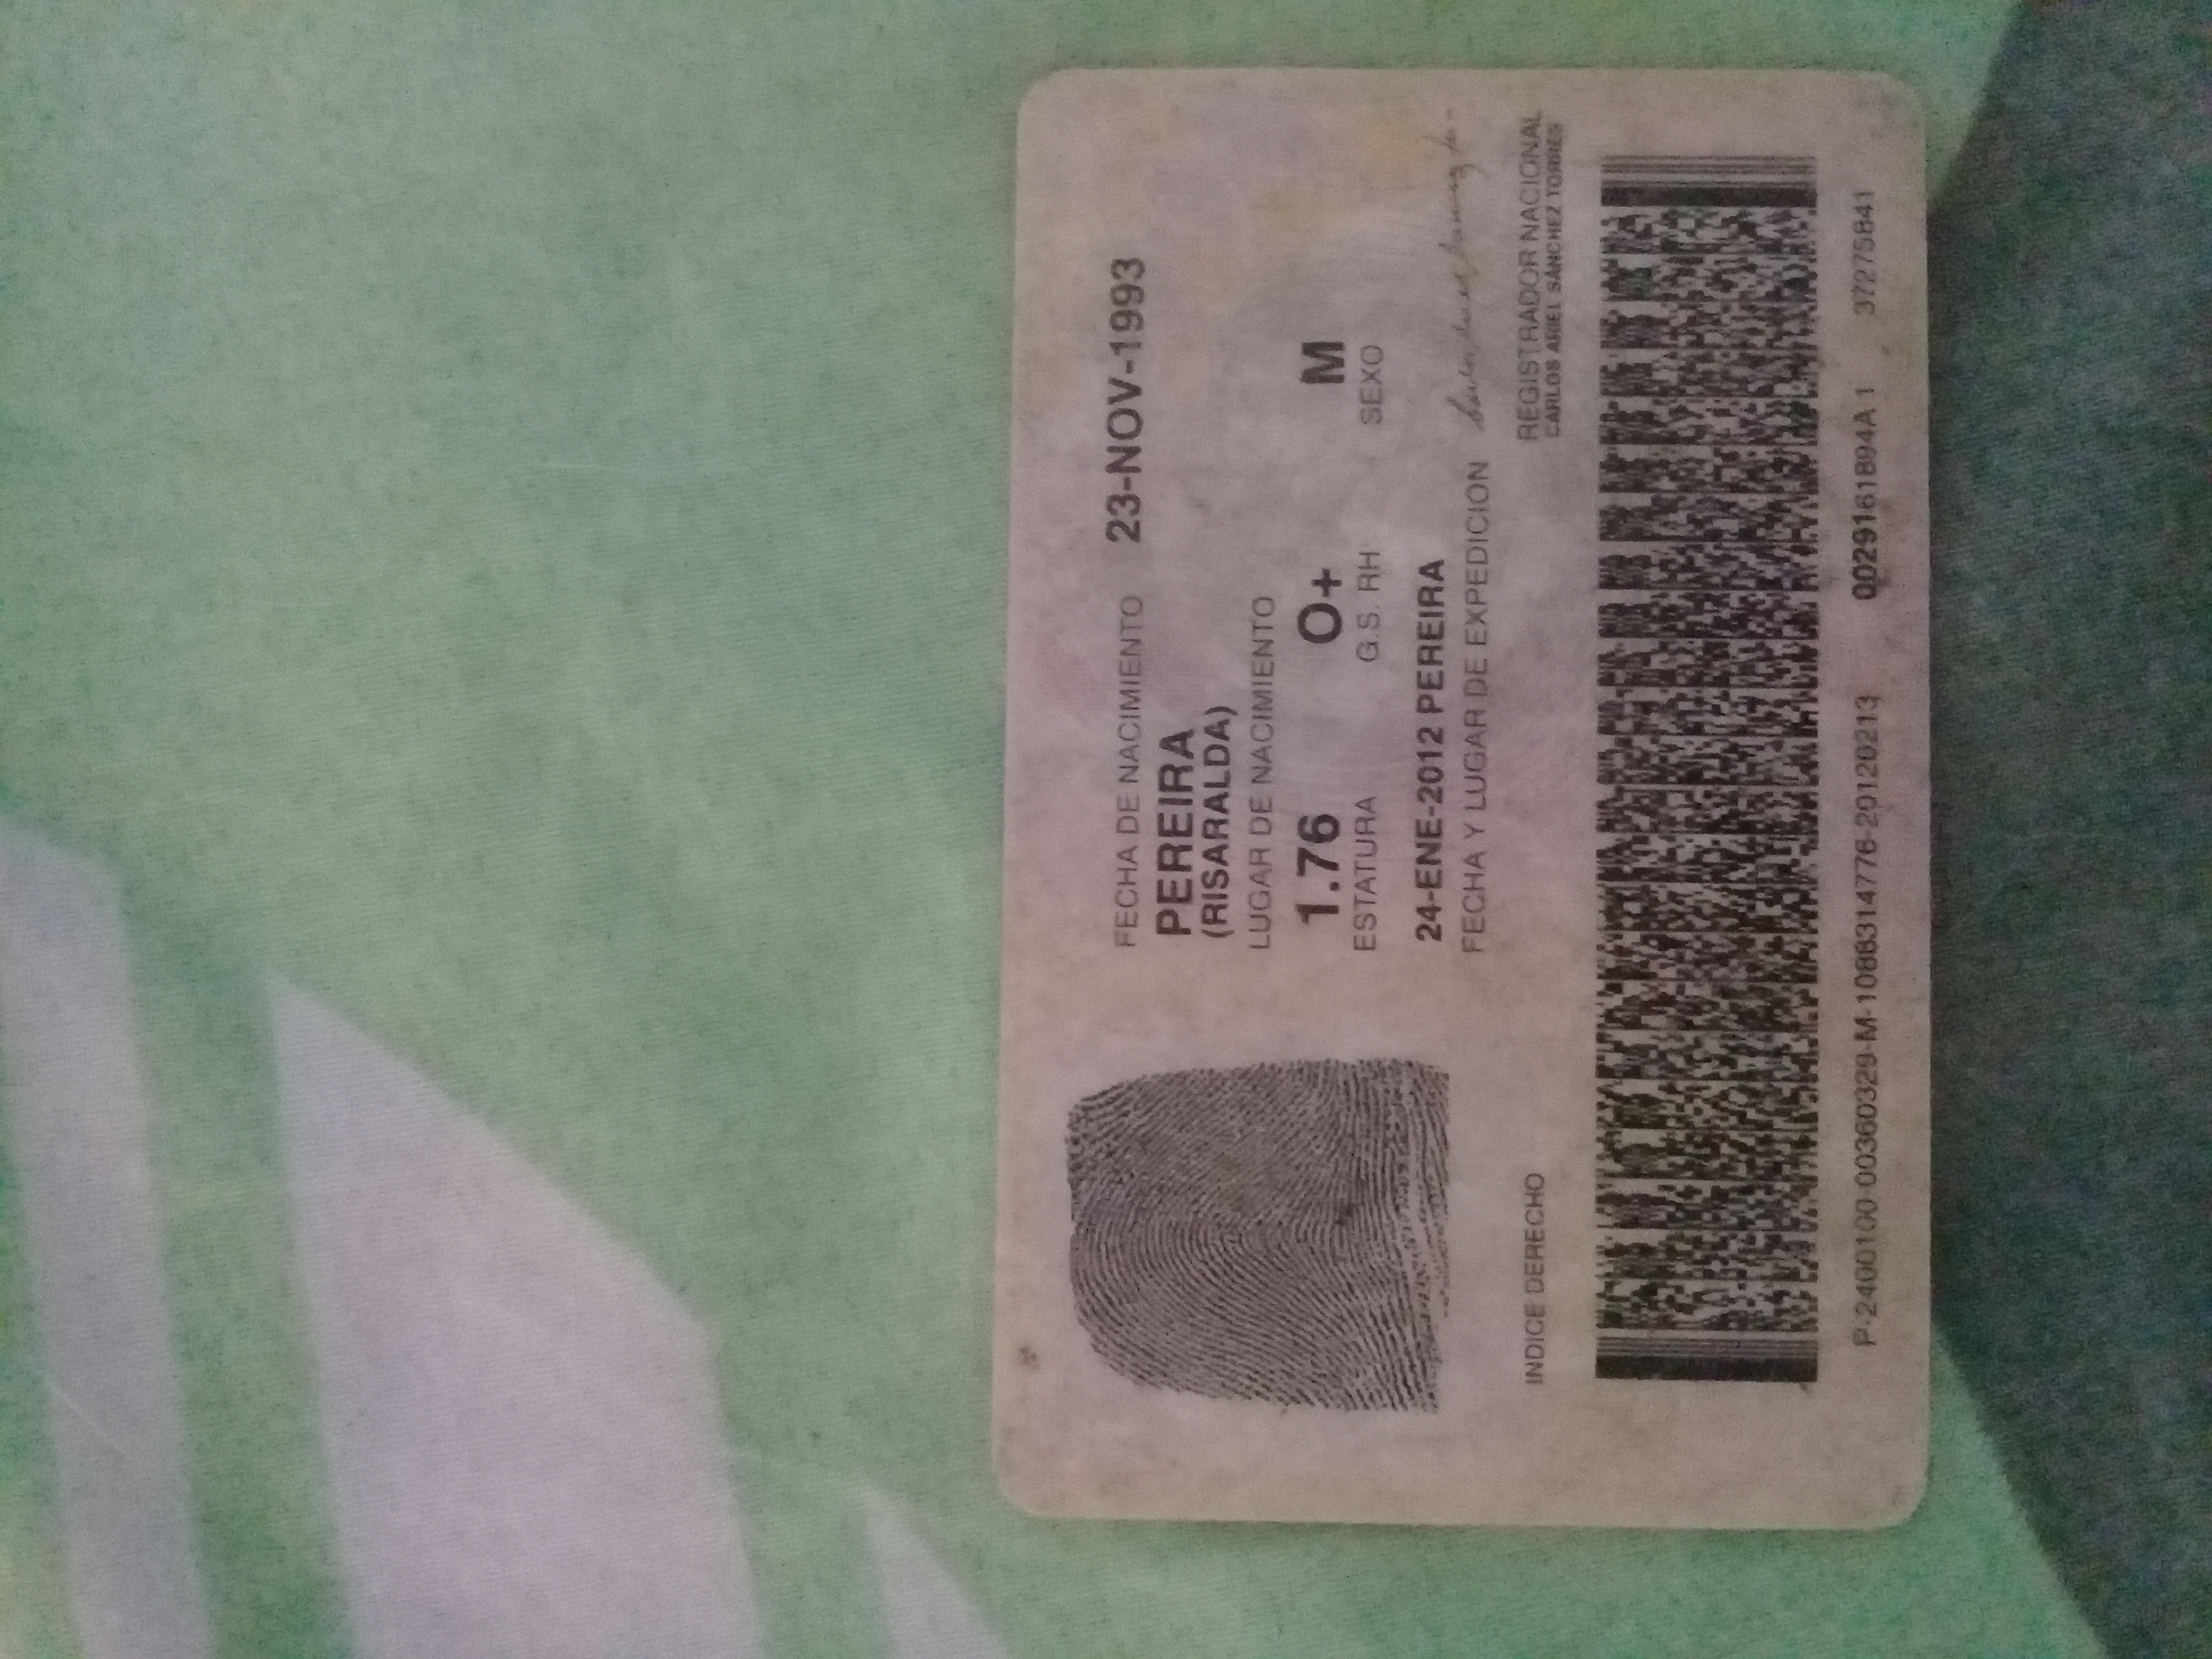 FECHA DE NACIMIENTO 23-NOV-1993
PEREIRA
(RISARALDA)
LUGAR DE NACIMIENTO
1.76 O+ M
ESTATURA G.S. RH SEXO
24-ENE-2012 PEREIRA
FECHA Y LUGAR DE EXPEDICION
INDICE DERECHO
REGISTRADOR NACIONAL
CARLOS ARIEL SÁNCHEZ TORRES
P-2400100-00360329-M-1088314776-20120213 0029161894A 1 37275841